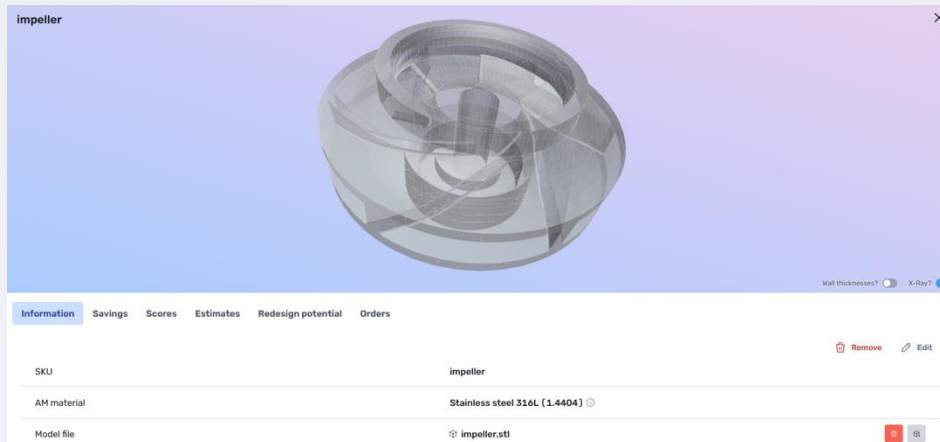 impeller
Wall thicknesses? X-Ray?
Information Savings Scores Estimates Redesign potential Orders
Remove Edit
SKU impeller
AM material Stainless steel 316L (1.4404)
Model file impeller.stl